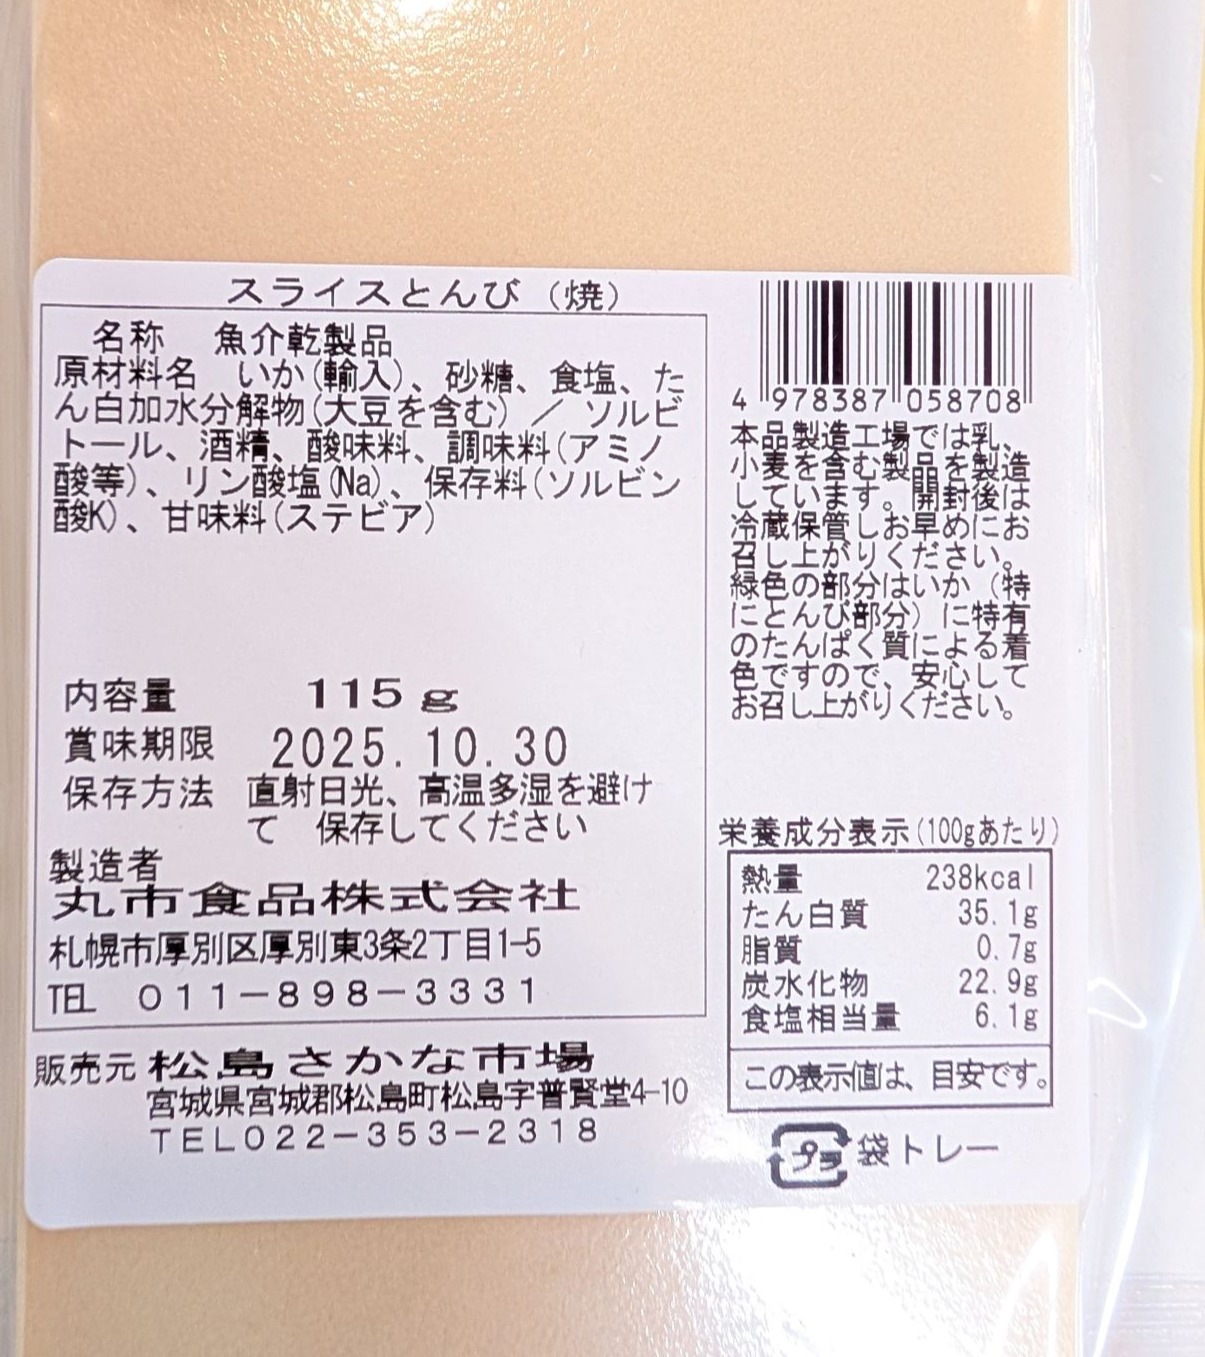 スライスとんび（焼）
名称　魚介乾製品
原材料名　いか(輸入)、砂糖、食塩、た
ん白加水分解物(大豆を含む) ／ ソルビ
トール、酒精、酸味料、調味料(アミノ
酸等)、リン酸塩(Na)、保存料(ソルビン
酸K)、甘味料(ステビア)
内容量　115ｇ
賞味期限　2025.10.30
保存方法　直射日光、高温多湿を避け
て　保存してください
製造者
丸市食品株式会社
札幌市厚別区厚別東3条2丁目1-5
TEL　０１１－８９８－３３３１
販売元 松島さかな市場
宮城県宮城郡松島町松島字普賢堂4-10
ＴＥＬ０２２－３５３－２３１８
4 978387 058708
本品製造工場では乳、
小麦を含む製品を製造
しています。開封後は
冷蔵保管しお早めにお
召し上がりください。
緑色の部分はいか（特
にとんび部分）に特有
のたんぱく質による着
色ですので、安心して
お召し上がりください。
栄養成分表示(100gあたり)
熱量　238kcal
たん白質　35.1g
脂質　0.7g
炭水化物　22.9g
食塩相当量　6.1g
この表示値は、目安です。
プラ 袋トレー